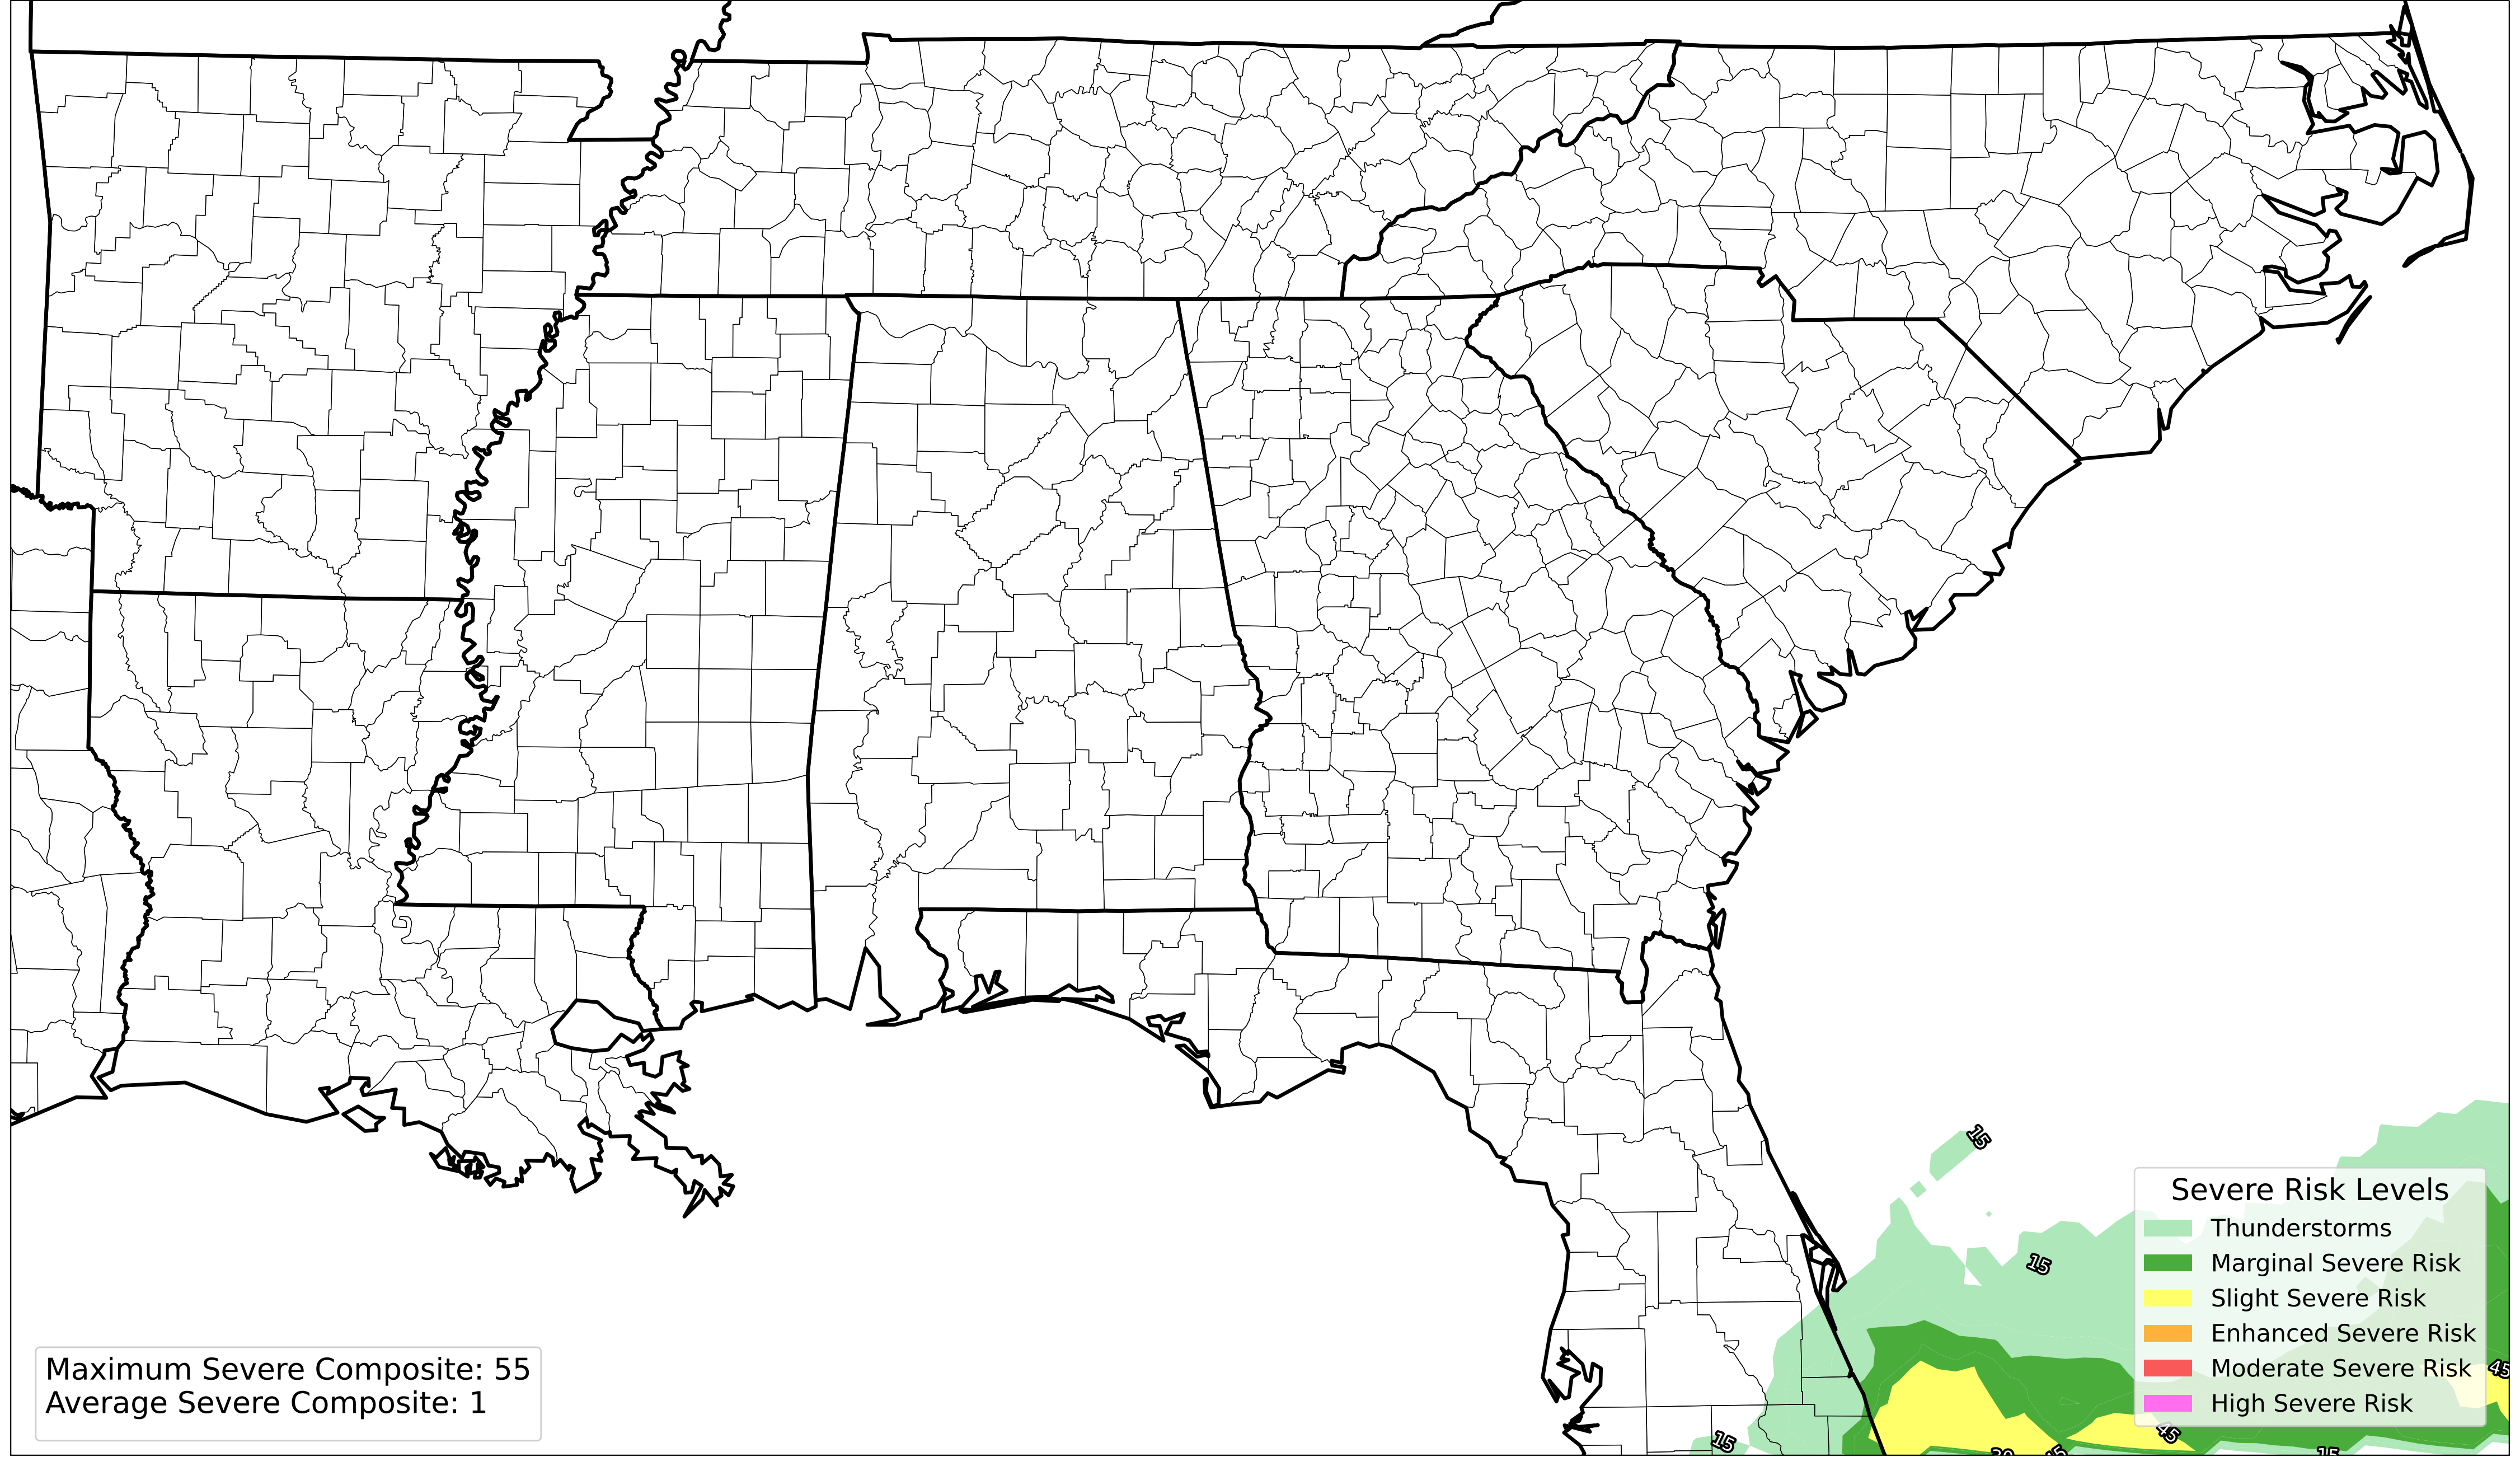 15
15
Severe Risk Levels
Thunderstorms
Marginal Severe Risk
Slight Severe Risk
Enhanced Severe Risk
Moderate Severe Risk
High Severe Risk
45
Maximum Severe Composite: 55
Average Severe Composite: 1
45
15
15